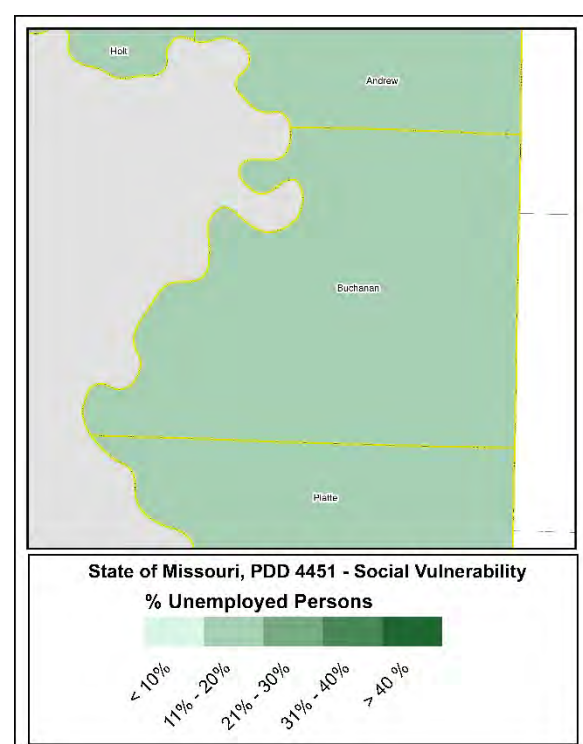 Holt
Andrew
Buchanan
Platte
State of Missouri, PDD 4451 - Social Vulnerability
% Unemployed Persons
< 10%
11% - 20%
21% - 30%
31% - 40%
> 40 %